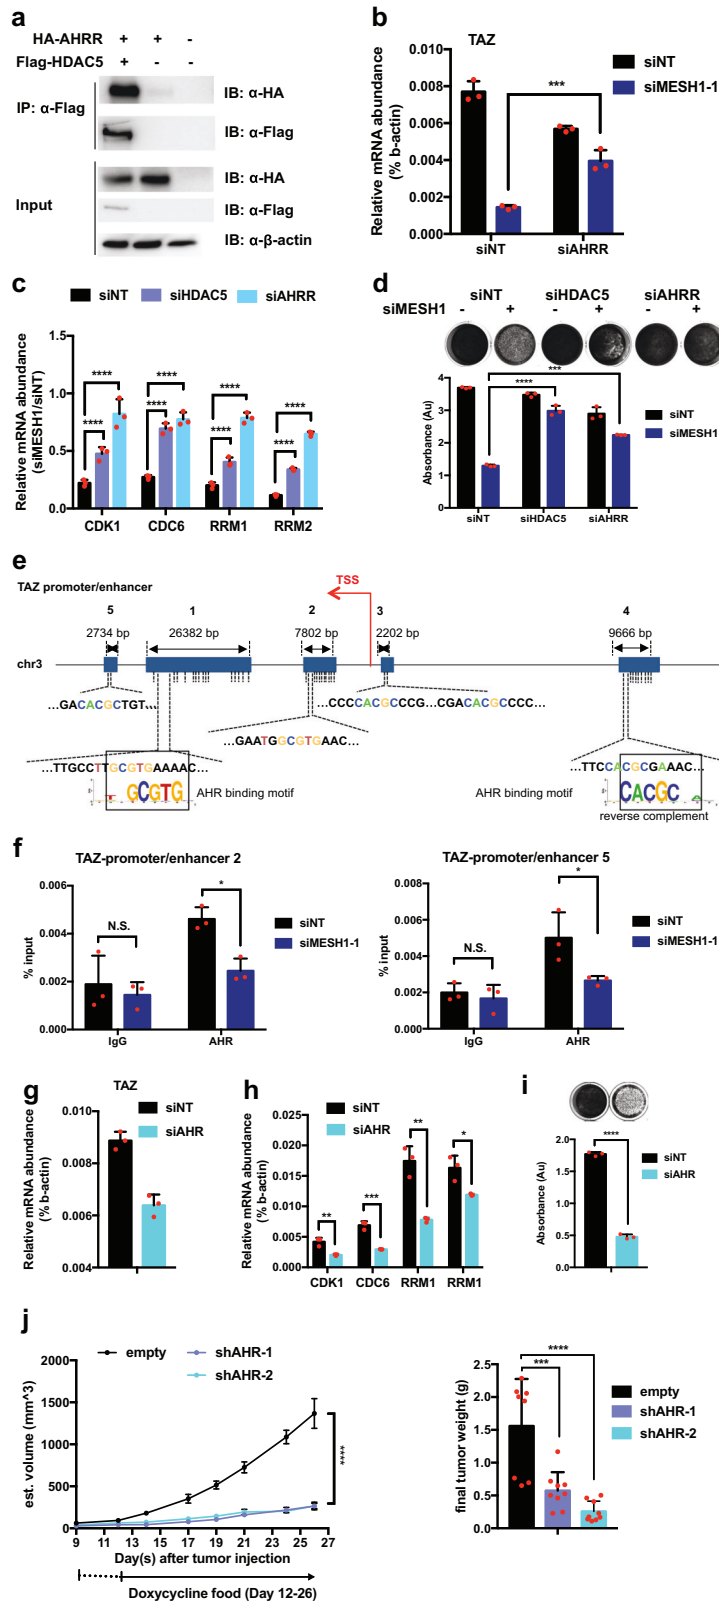 a
HA-AHRR + + -
Flag-HDAC5 + - -
IP: α-Flag
IB: α-HA
IB: α-Flag
Input
IB: α-HA
IB: α-Flag
IB: α-β-actin
b
TAZ
siNT
siMESH1-1
***
Relative mRNA abundance
(% b-actin)
0.010
0.008
0.006
0.004
0.002
0.000
siNT siAHRR
c
siNT siHDAC5 siAHRR
Relative mRNA abundance
(siMESH1/siNT)
1.5
1.0
0.5
0.0
**** **** **** ****
**** **** **** ****
CDK1 CDC6 RRM1 RRM2
d
siNT siHDAC5 siAHRR
siMESH1 - + - + - +
Absorbance (Au)
4
3
2
1
0
***
****
siNT
siMESH1
siNT siHDAC5 siAHRR
e
TAZ promoter/enhancer
TSS
5 1 2 3 4
2734 bp 26382 bp 7802 bp 2202 bp 9666 bp
chr3
...GACACGCTGT...
...CCCCACGCCCG...CGACACGCCCC...
...GAATGGCGTGAAC...
...TTGCCTTGCGTGAAAAC...
...TTCCACGCGAAAC...
GCGTG
AHR binding motif
AHR binding motif
CACGC
reverse complement
f
TAZ-promoter/enhancer 2
% input
0.006
0.004
0.002
0.000
N.S.
*
siNT
siMESH1-1
IgG AHR
TAZ-promoter/enhancer 5
% input
0.008
0.006
0.004
0.002
0.000
N.S.
*
siNT
siMESH1-1
IgG AHR
g
TAZ
Relative mRNA abundance
(% b-actin)
0.010
0.008
0.006
0.004
siNT
siAHR
h
Relative mRNA abundance
(% b-actin)
0.025
0.020
0.015
0.010
0.005
0.000
siNT
siAHR
** *** ** *
CDK1 CDC6 RRM1 RRM1
i
Absorbance (Au)
2.0
1.5
1.0
0.5
0.0
****
siNT
siAHR
j
empty shAHR-1
shAHR-2
est. volume (mm^3)
2000
1500
1000
500
0
****
9 11 13 15 17 19 21 23 25 27
Day(s) after tumor injection
Doxycycline food (Day 12-26)
final tumor weight (g)
2.5
2.0
1.5
1.0
0.5
0.0
****
***
empty
shAHR-1
shAHR-2